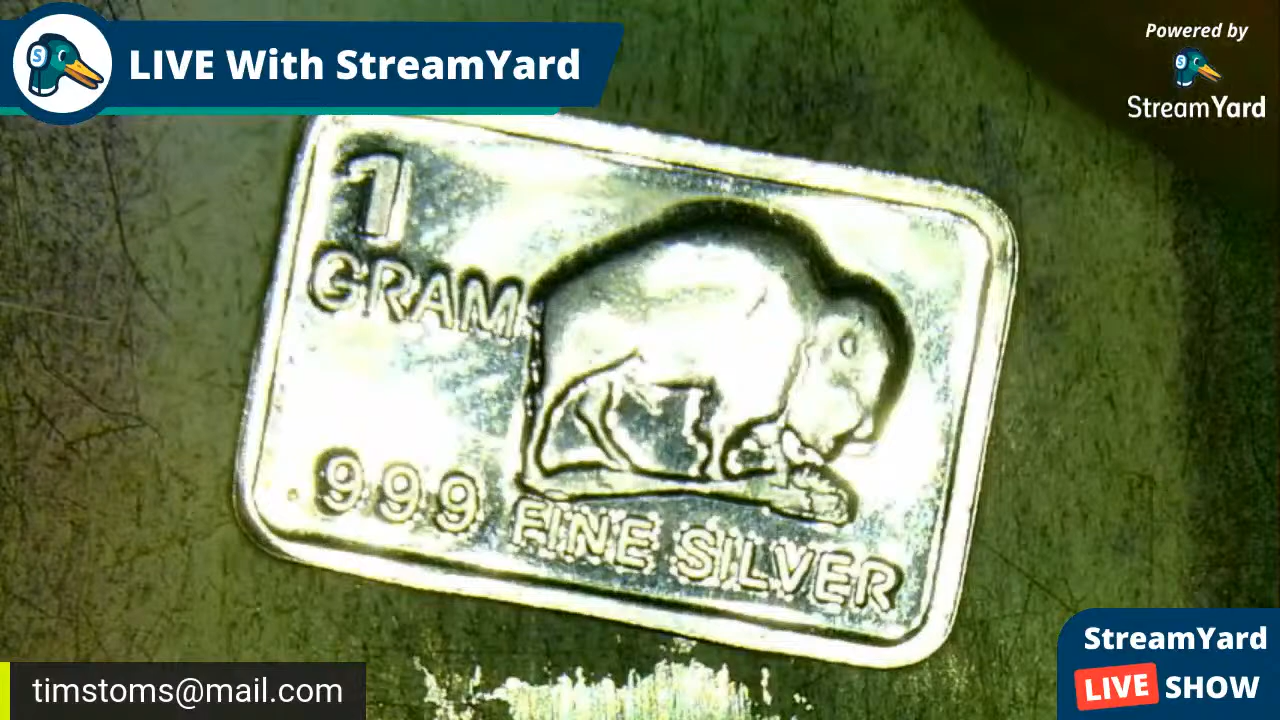 LIVE With StreamYard
Powered by
StreamYard
1
GRAM
.999 FINE SILVER
timstoms@mail.com
StreamYard
LIVE SHOW